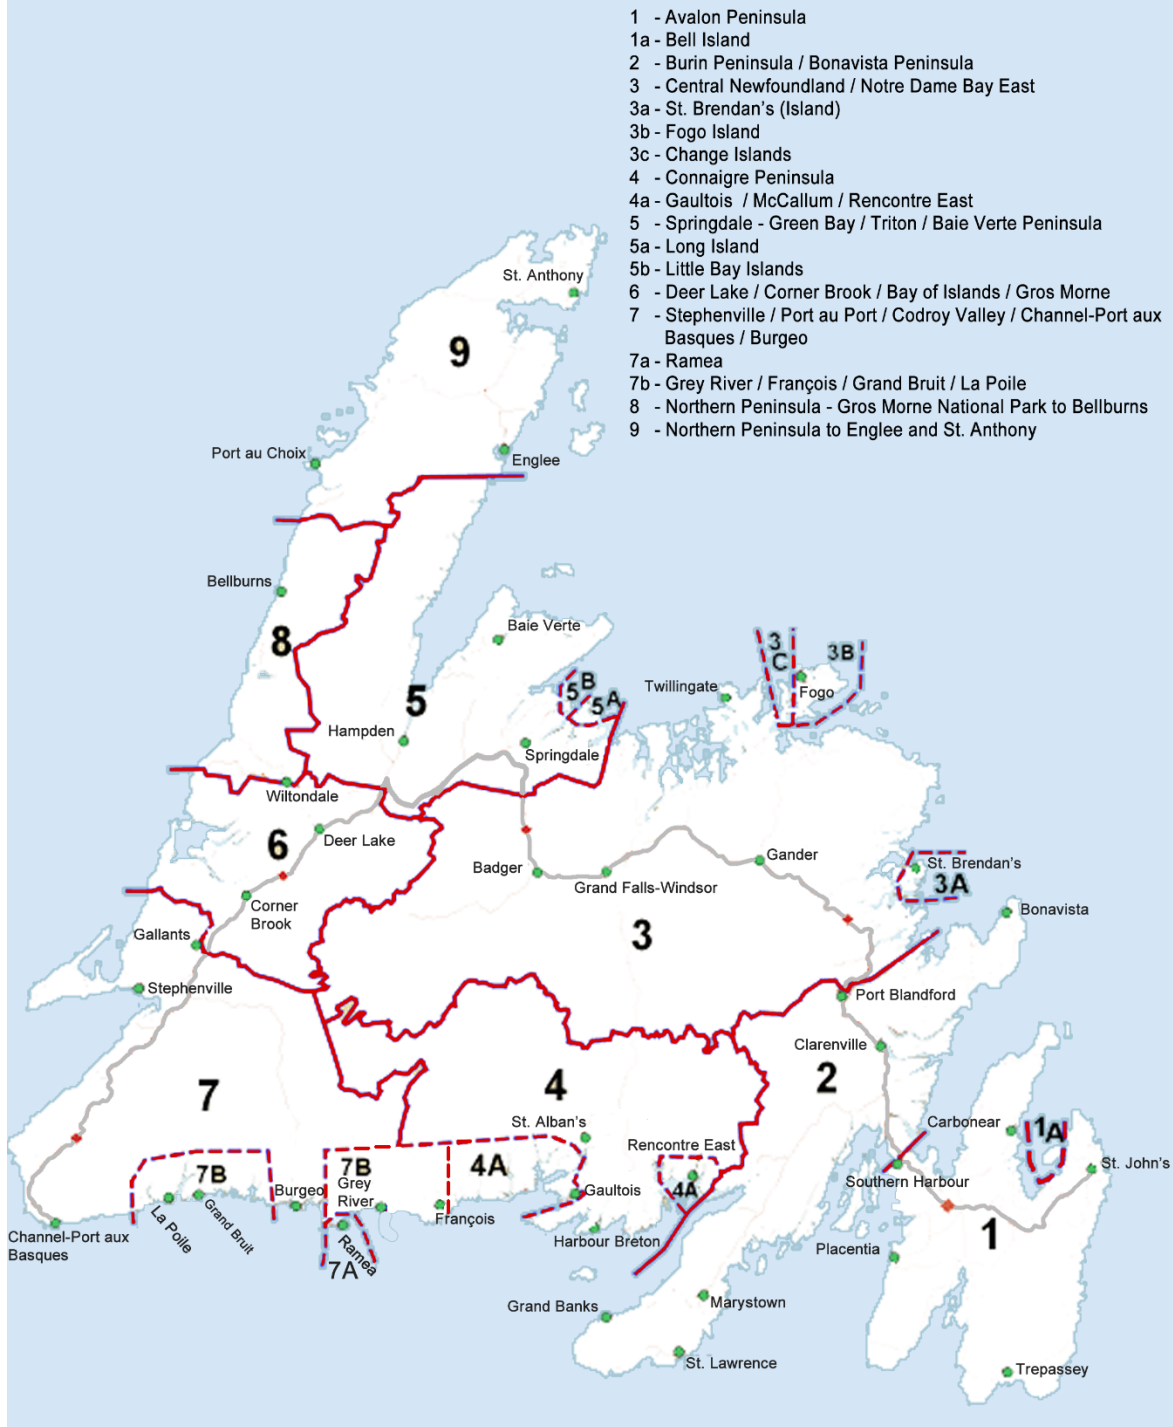 1 - Avalon Peninsula
1a - Bell Island
2 - Burin Peninsula / Bonavista Peninsula
3 - Central Newfoundland / Notre Dame Bay East
3a - St. Brendan's (Island)
3b - Fogo Island
3c - Change Islands
4 - Connaigre Peninsula
4a - Gaultois / McCallum / Rencontre East
5 - Springdale - Green Bay / Triton / Baie Verte Peninsula
5a - Long Island
5b - Little Bay Islands
6 - Deer Lake / Corner Brook / Bay of Islands / Gros Morne
7 - Stephenville / Port au Port / Codroy Valley / Channel-Port aux
Basques / Burgeo
7a - Ramea
7b - Grey River / François / Grand Bruit / La Poile
8 - Northern Peninsula - Gros Morne National Park to Bellburns
9 - Northern Peninsula to Englee and St. Anthony
St. Anthony
9
Port au Choix
Englee
Bellburns
8
Baie Verte
5
5B
5A
Twillingate
3C
3B
Fogo
Hampden
Springdale
Wiltondale
6
Deer Lake
Badger
Grand Falls-Windsor
Gander
St. Brendan's
3A
Corner
Brook
Bonavista
Gallants
3
Stephenville
Port Blandford
Clarenville
2
7
4
St. Alban's
Carbonear
1A
Rencontre East
St. John's
7B
7B
4A
4A
Grey
River
Southern Harbour
Burgeo
Gaultois
La Poile
Grand Bruit
François
Harbour Breton
1
Channel-Port aux
Basques
Ramea
7A
Placentia
Grand Banks
Marystown
St. Lawrence
Trepassey